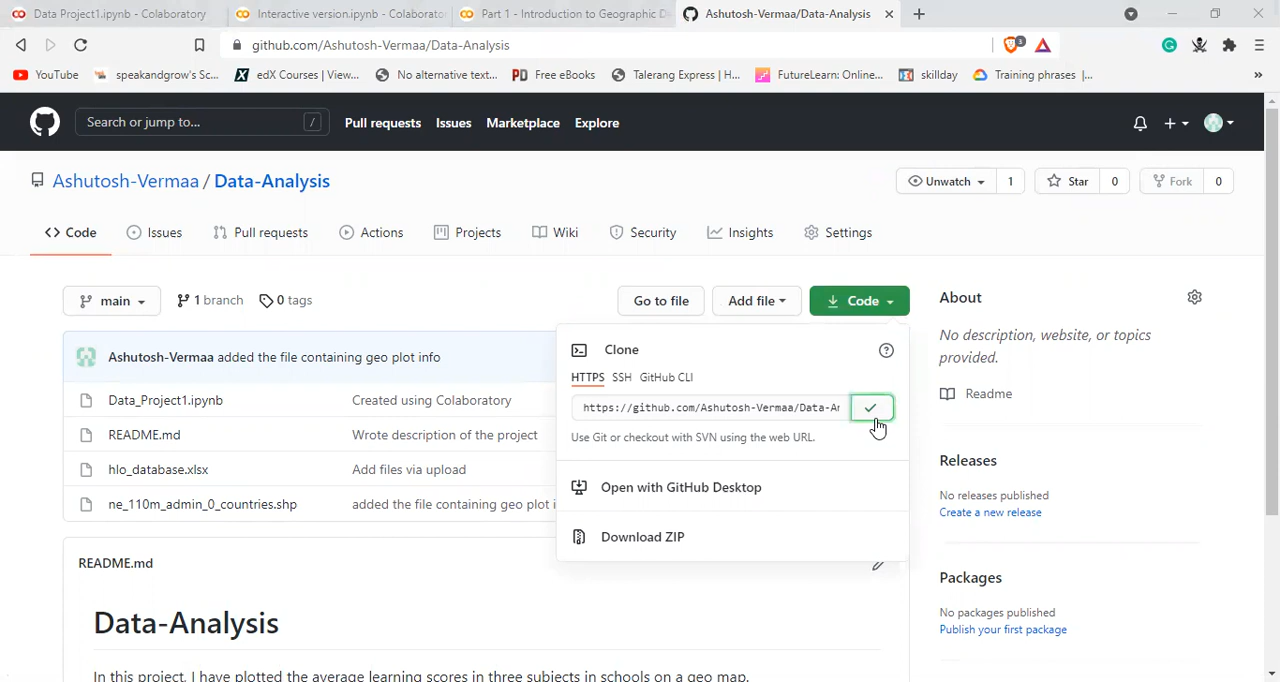 Data Project1.ipynb - Colaboratory
Interactive version.ipynb - Colaborato
Part 1 - Introduction to Geographic D
Ashutosh-Vermaa/Data-Analysis
github.com/Ashutosh-Vermaa/Data-Analysis
3
YouTube
speakandgrow's Sc...
edX Courses | View...
No alternative text...
PD Free eBooks
Talerang Express | H...
FutureLearn: Online...
skillday
Training phrases |...
Search or jump to... /
Pull requests
Issues
Marketplace
Explore
Ashutosh-Vermaa / Data-Analysis
Unwatch 1
Star 0
Fork 0
Code
Issues
Pull requests
Actions
Projects
Wiki
Security
Insights
Settings
main
1 branch
0 tags
Go to file
Add file
Code
About
No description, website, or topics
provided.
Readme
Ashutosh-Vermaa added the file containing geo plot info
Data_Project1.ipynb Created using Colaboratory
README.md Wrote description of the project
hlo_database.xlsx Add files via upload
ne_110m_admin_0_countries.shp added the file containing geo plot i
Clone
HTTPS SSH GitHub CLI
https://github.com/Ashutosh-Vermaa/Data-Ar
Use Git or checkout with SVN using the web URL.
Open with GitHub Desktop
Download ZIP
Releases
No releases published
Create a new release
Packages
No packages published
Publish your first package
README.md
Data-Analysis
In this project, I have plotted the average learning scores in three subjects in schools on a geo map.